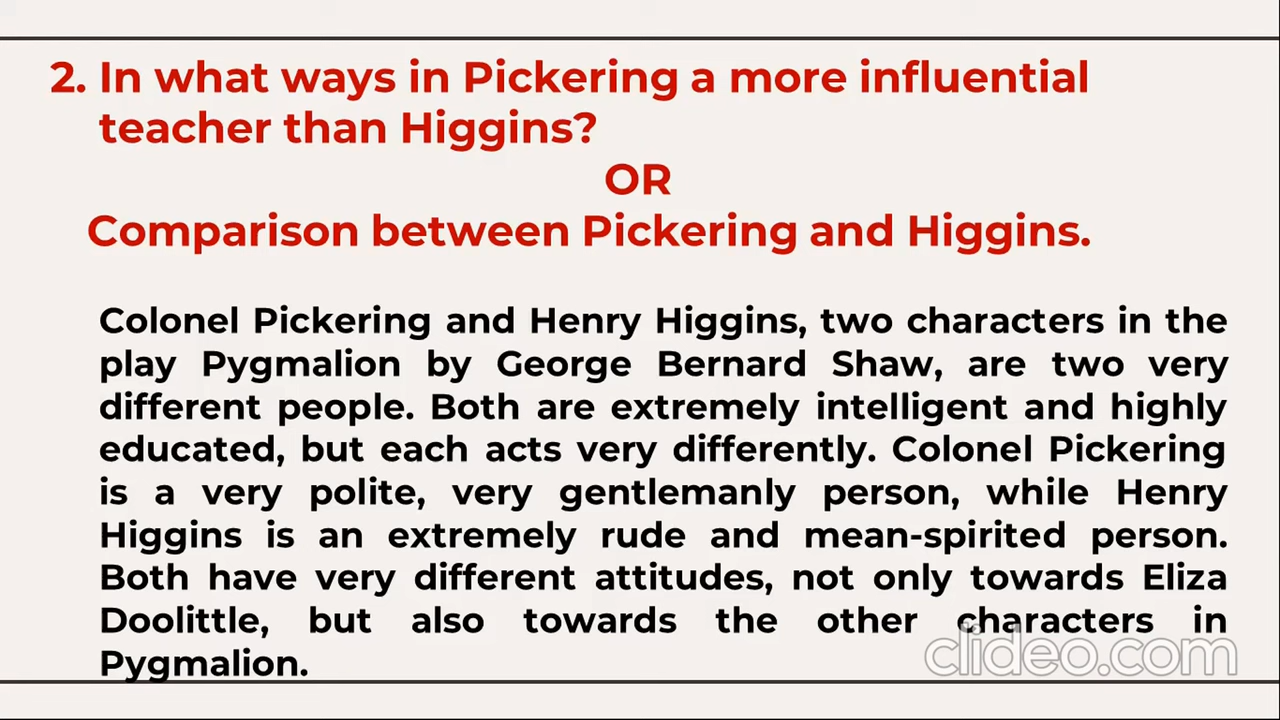 2. In what ways in Pickering a more influential
teacher than Higgins?
OR
Comparison between Pickering and Higgins.
Colonel Pickering and Henry Higgins, two characters in the
play Pygmalion by George Bernard Shaw, are two very
different people. Both are extremely intelligent and highly
educated, but each acts very differently. Colonel Pickering
is a very polite, very gentlemanly person, while Henry
Higgins is an extremely rude and mean-spirited person.
Both have very different attitudes, not only towards Eliza
Doolittle, but also towards the other characters in
Pygmalion.
clideo.com